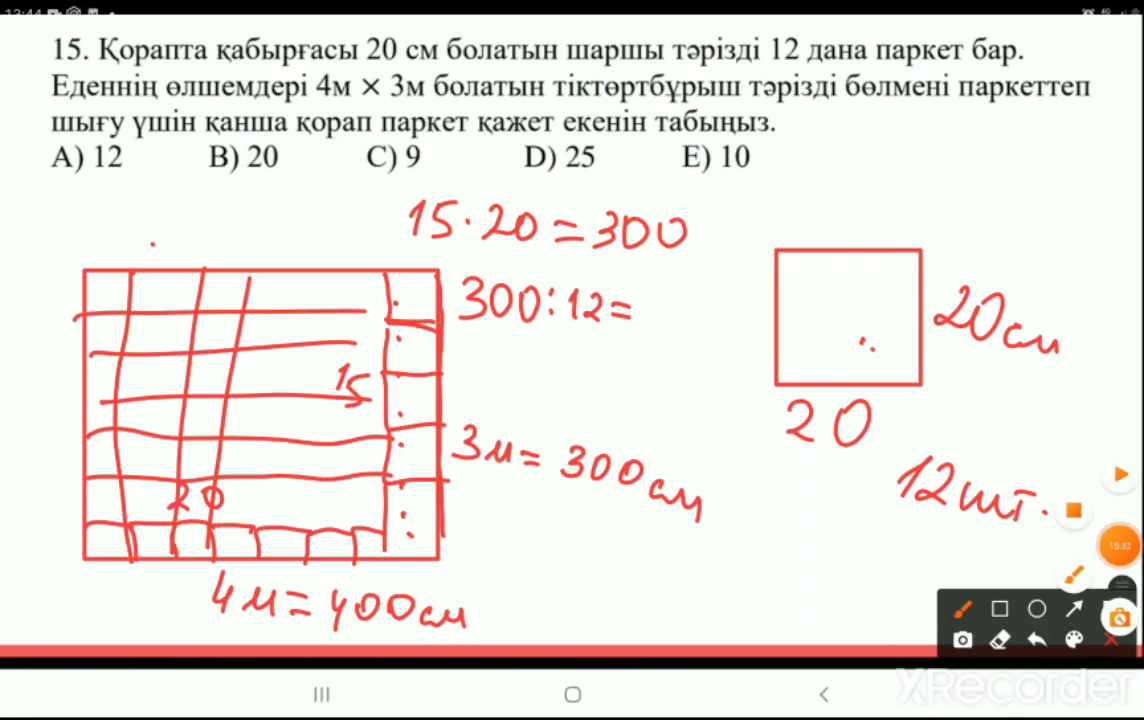 15. Қорапта қабырғасы 20 см болатын шаршы тәрізді 12 дана паркет бар.
Еденнің өлшемдері 4м × 3м болатын тіктөртбұрыш тәрізді бөлмені паркеттеп
шығу үшін қанша қорап паркет қажет екенін табыңыз.
A) 12 B) 20 C) 9 D) 25 E) 10
15·20=300
300:12=
20см
15
20
3м=300см
12шт.
20
4м=400см
15:32
XRecorder